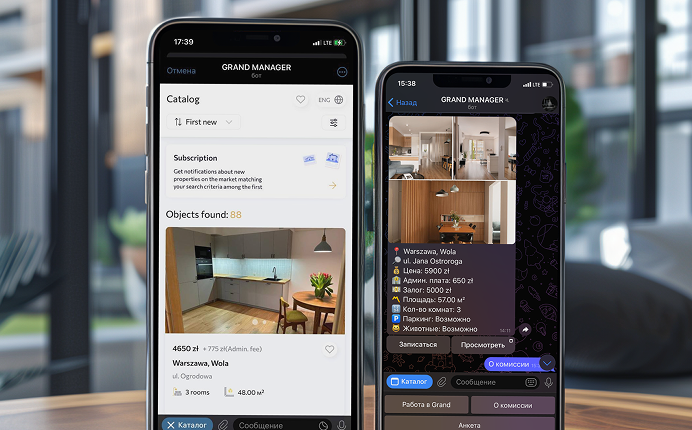 17:39
LTE
Отмена
GRAND MANAGER
бот
Catalog
ENG
First new
Subscription
Get notifications about new
properties on the market matching
your search criteria among the first
Objects found: 88
4650 zł + 775 zł(Admin. fee)
Warszawa, Wola
ul. Ogrodowa
3 rooms
48.00 м²
Каталог
Сообщение
15:38
LTE
Назад
GRAND MANAGER
бот
Warszawa, Wola
ul. Jana Ostroroga
Цена: 5900 zł
Админ. плата: 650 zł
Залог: 5000 zł
Площадь: 57.00 м²
Кол-во комнат: 3
Паркинг: Возможно
Животные: Возможно
Записаться
Просмотреть
О комиссии
Каталог
Сообщение
Работа в Grand
О комиссии
Анкета